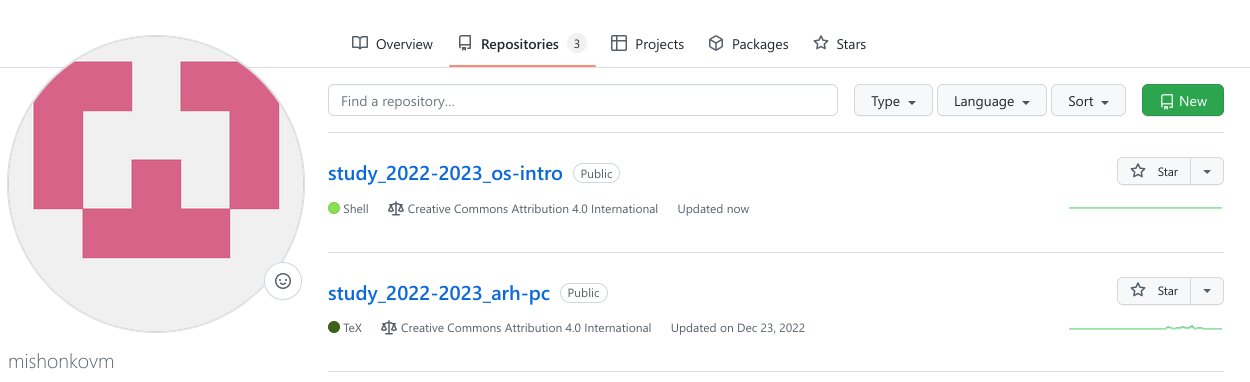 Overview Repositories 3 Projects Packages Stars
Find a repository... Type Language Sort New
study_2022-2023_os-intro Public Star
Shell Creative Commons Attribution 4.0 International Updated now
study_2022-2023_arh-pc Public Star
TeX Creative Commons Attribution 4.0 International Updated on Dec 23, 2022
mishonkovm